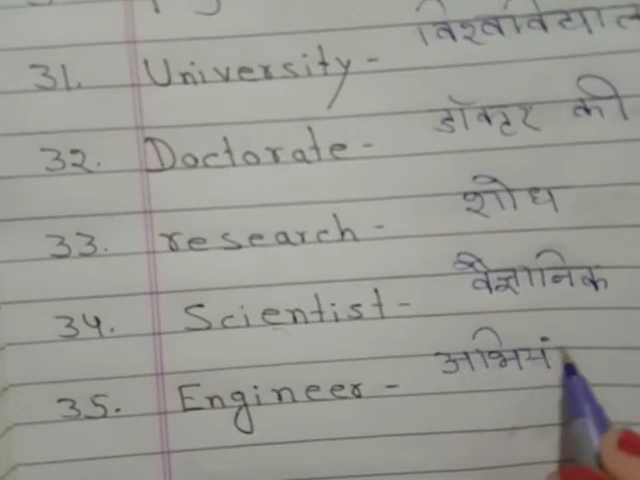 31. University - विश्वविद्याल
32. Doctorate - डॉक्टर की
33. research - शोध
34. Scientist - वैज्ञानिक
35. Engineer - अभियं